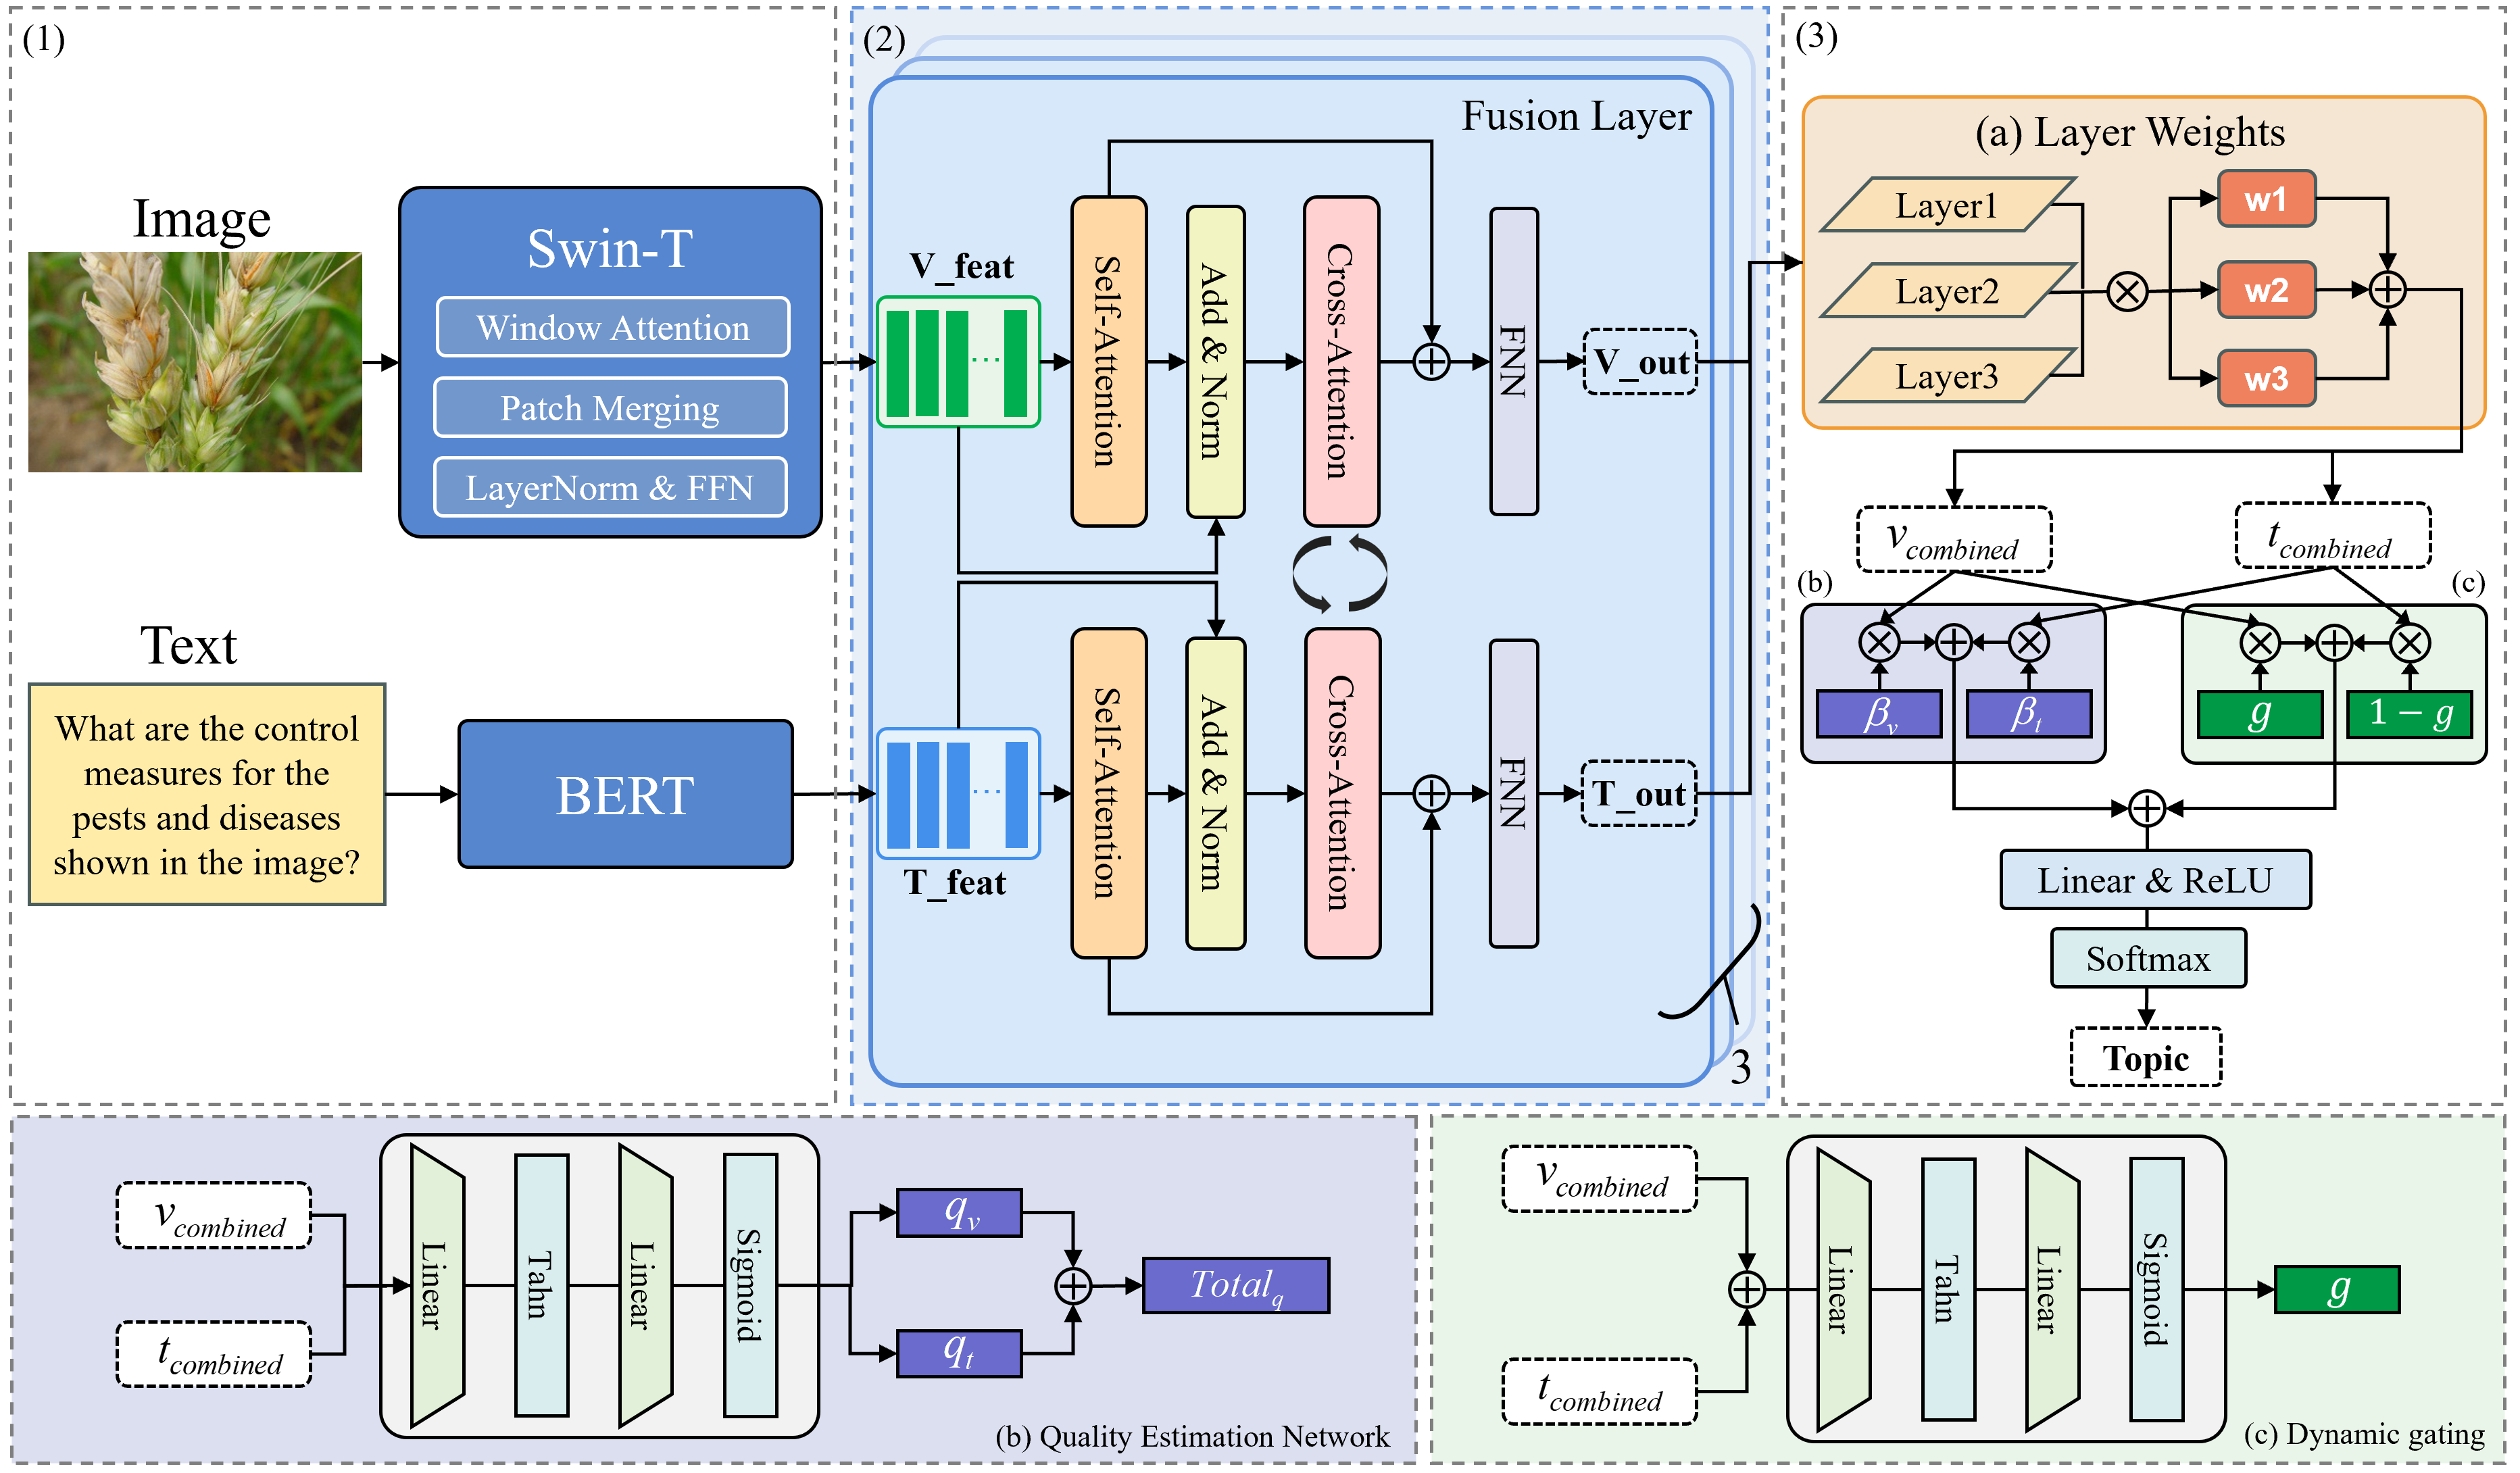 (1)
Image
Swin-T
Window Attention
Patch Merging
LayerNorm & FFN
Text
What are the control
measures for the
pests and diseases
shown in the image?
BERT
(2)
Fusion Layer
V_feat
Self-Attention
Add & Norm
Cross-Attention
FNN
V_out
T_feat
Self-Attention
Add & Norm
Cross-Attention
FNN
T_out
3
(3)
(a) Layer Weights
Layer1
Layer2
Layer3
w1
w2
w3
v_combined
t_combined
(b)
β_v
β_t
(c)
g
1 − g
Linear & ReLU
Softmax
Topic
v_combined
t_combined
Linear
Tahn
Linear
Sigmoid
q_v
q_t
Total_q
(b) Quality Estimation Network
v_combined
t_combined
Linear
Tahn
Linear
Sigmoid
g
(c) Dynamic gating